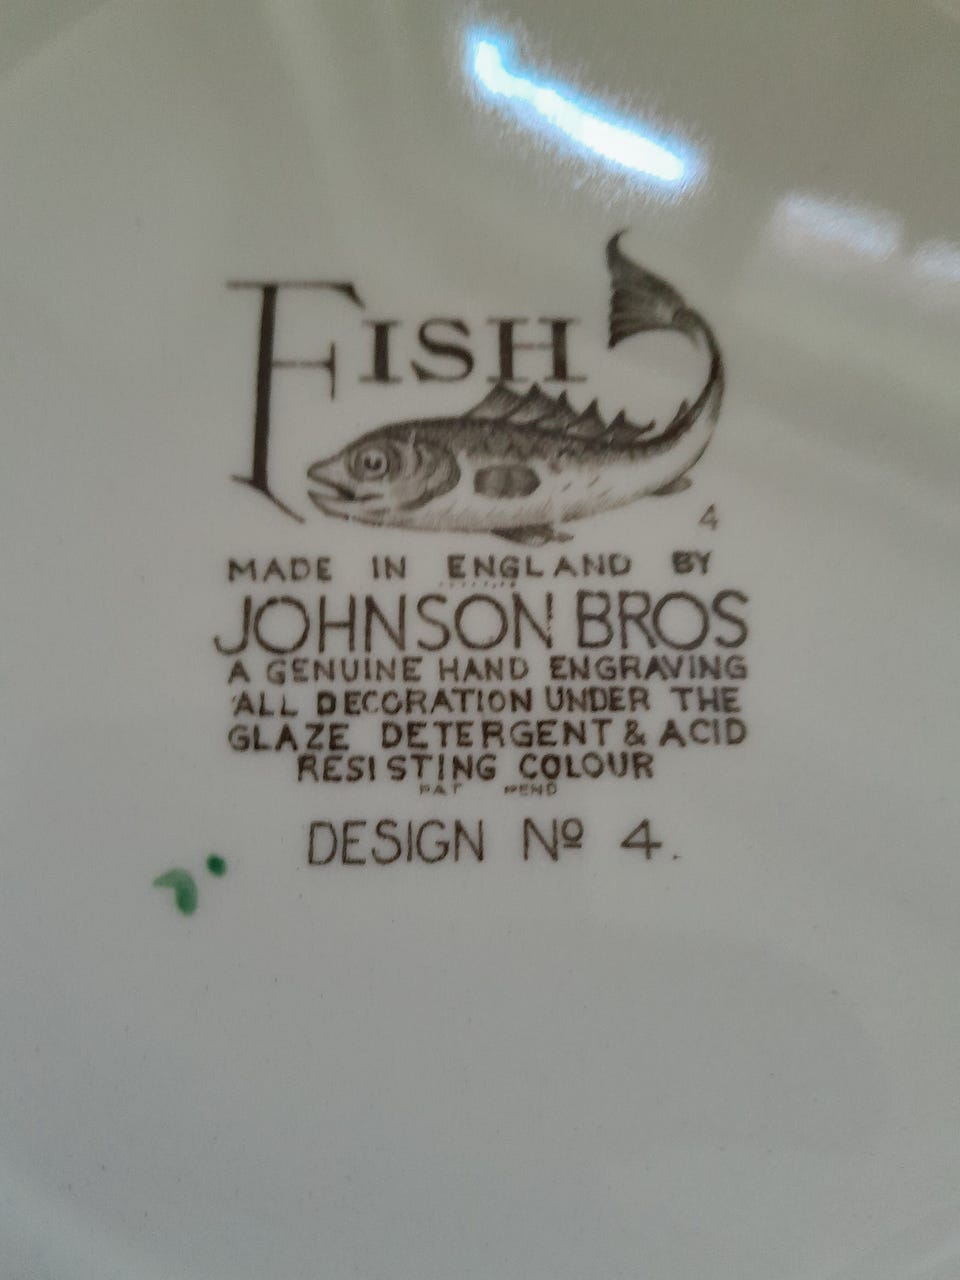 FISH
4
MADE IN ENGLAND BY
JOHNSON BROS
A GENUINE HAND ENGRAVING
ALL DECORATION UNDER THE
GLAZE DETERGENT & ACID
RESISTING COLOUR
PAT PEND
DESIGN Nº 4.